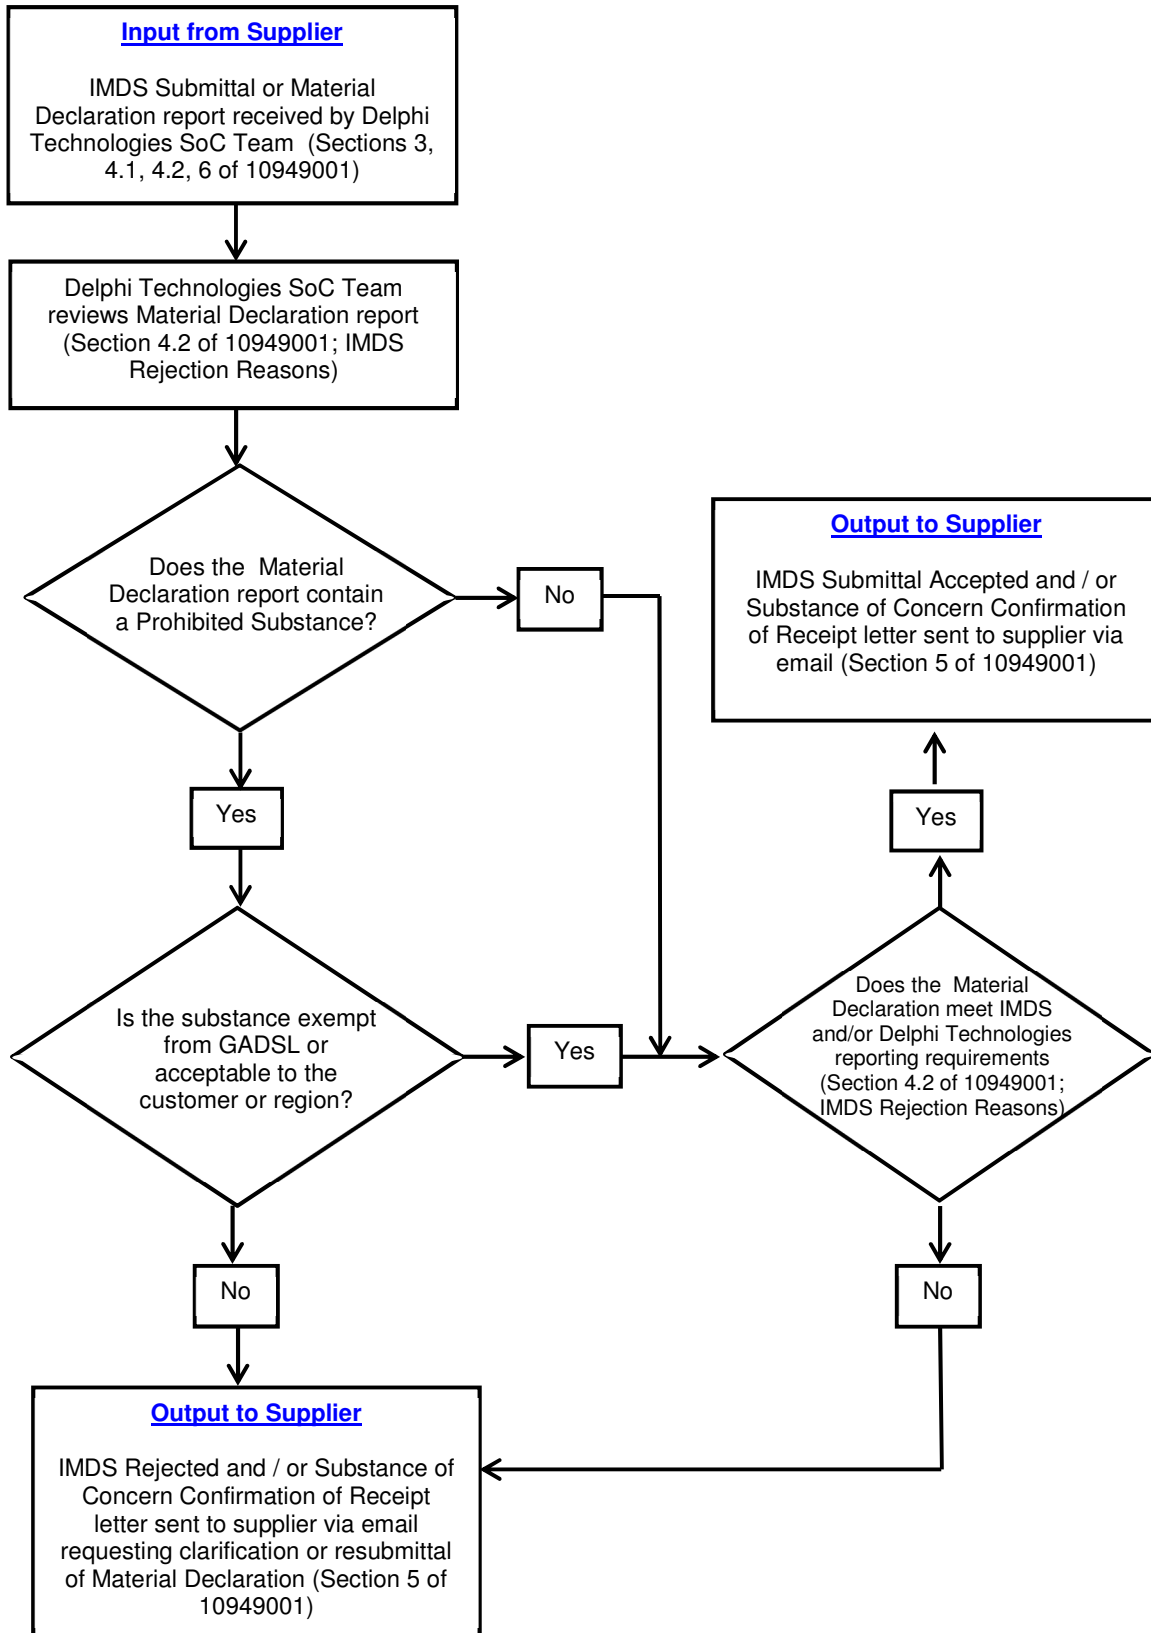 Input from Supplier
IMDS Submittal or Material
Declaration report received by Delphi
Technologies SoC Team (Sections 3,
4.1, 4.2, 6 of 10949001)
Delphi Technologies SoC Team
reviews Material Declaration report
(Section 4.2 of 10949001; IMDS
Rejection Reasons)
Does the Material
Declaration report contain
a Prohibited Substance?
No
Output to Supplier
IMDS Submittal Accepted and / or
Substance of Concern Confirmation
of Receipt letter sent to supplier via
email (Section 5 of 10949001)
Yes
Yes
Is the substance exempt
from GADSL or
acceptable to the
customer or region?
Yes
Does the Material
Declaration meet IMDS
and/or Delphi Technologies
reporting requirements
(Section 4.2 of 10949001;
IMDS Rejection Reasons)
No
No
Output to Supplier
IMDS Rejected and / or Substance of
Concern Confirmation of Receipt
letter sent to supplier via email
requesting clarification or resubmittal
of Material Declaration (Section 5 of
10949001)